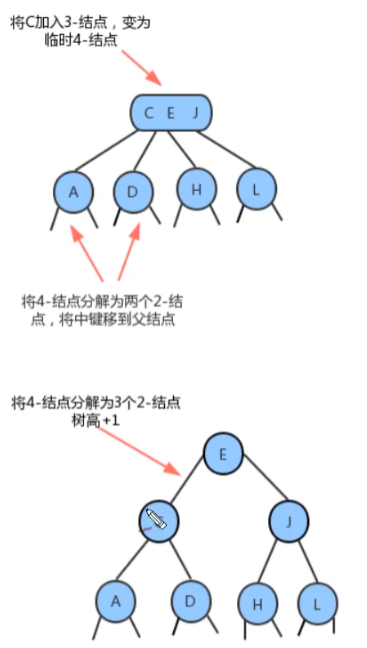 将C加入3-结点，变为
临时4-结点
C E J
A D H L
将4-结点分解为两个2-结
点，将中键移到父结点
将4-结点分解为3个2-结点
树高+1
E
J
A D H L